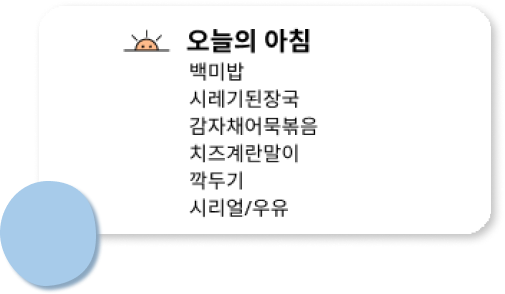 오늘의 아침
백미밥
시레기된장국
감자채어묵볶음
치즈계란말이
깍두기
시리얼/우유